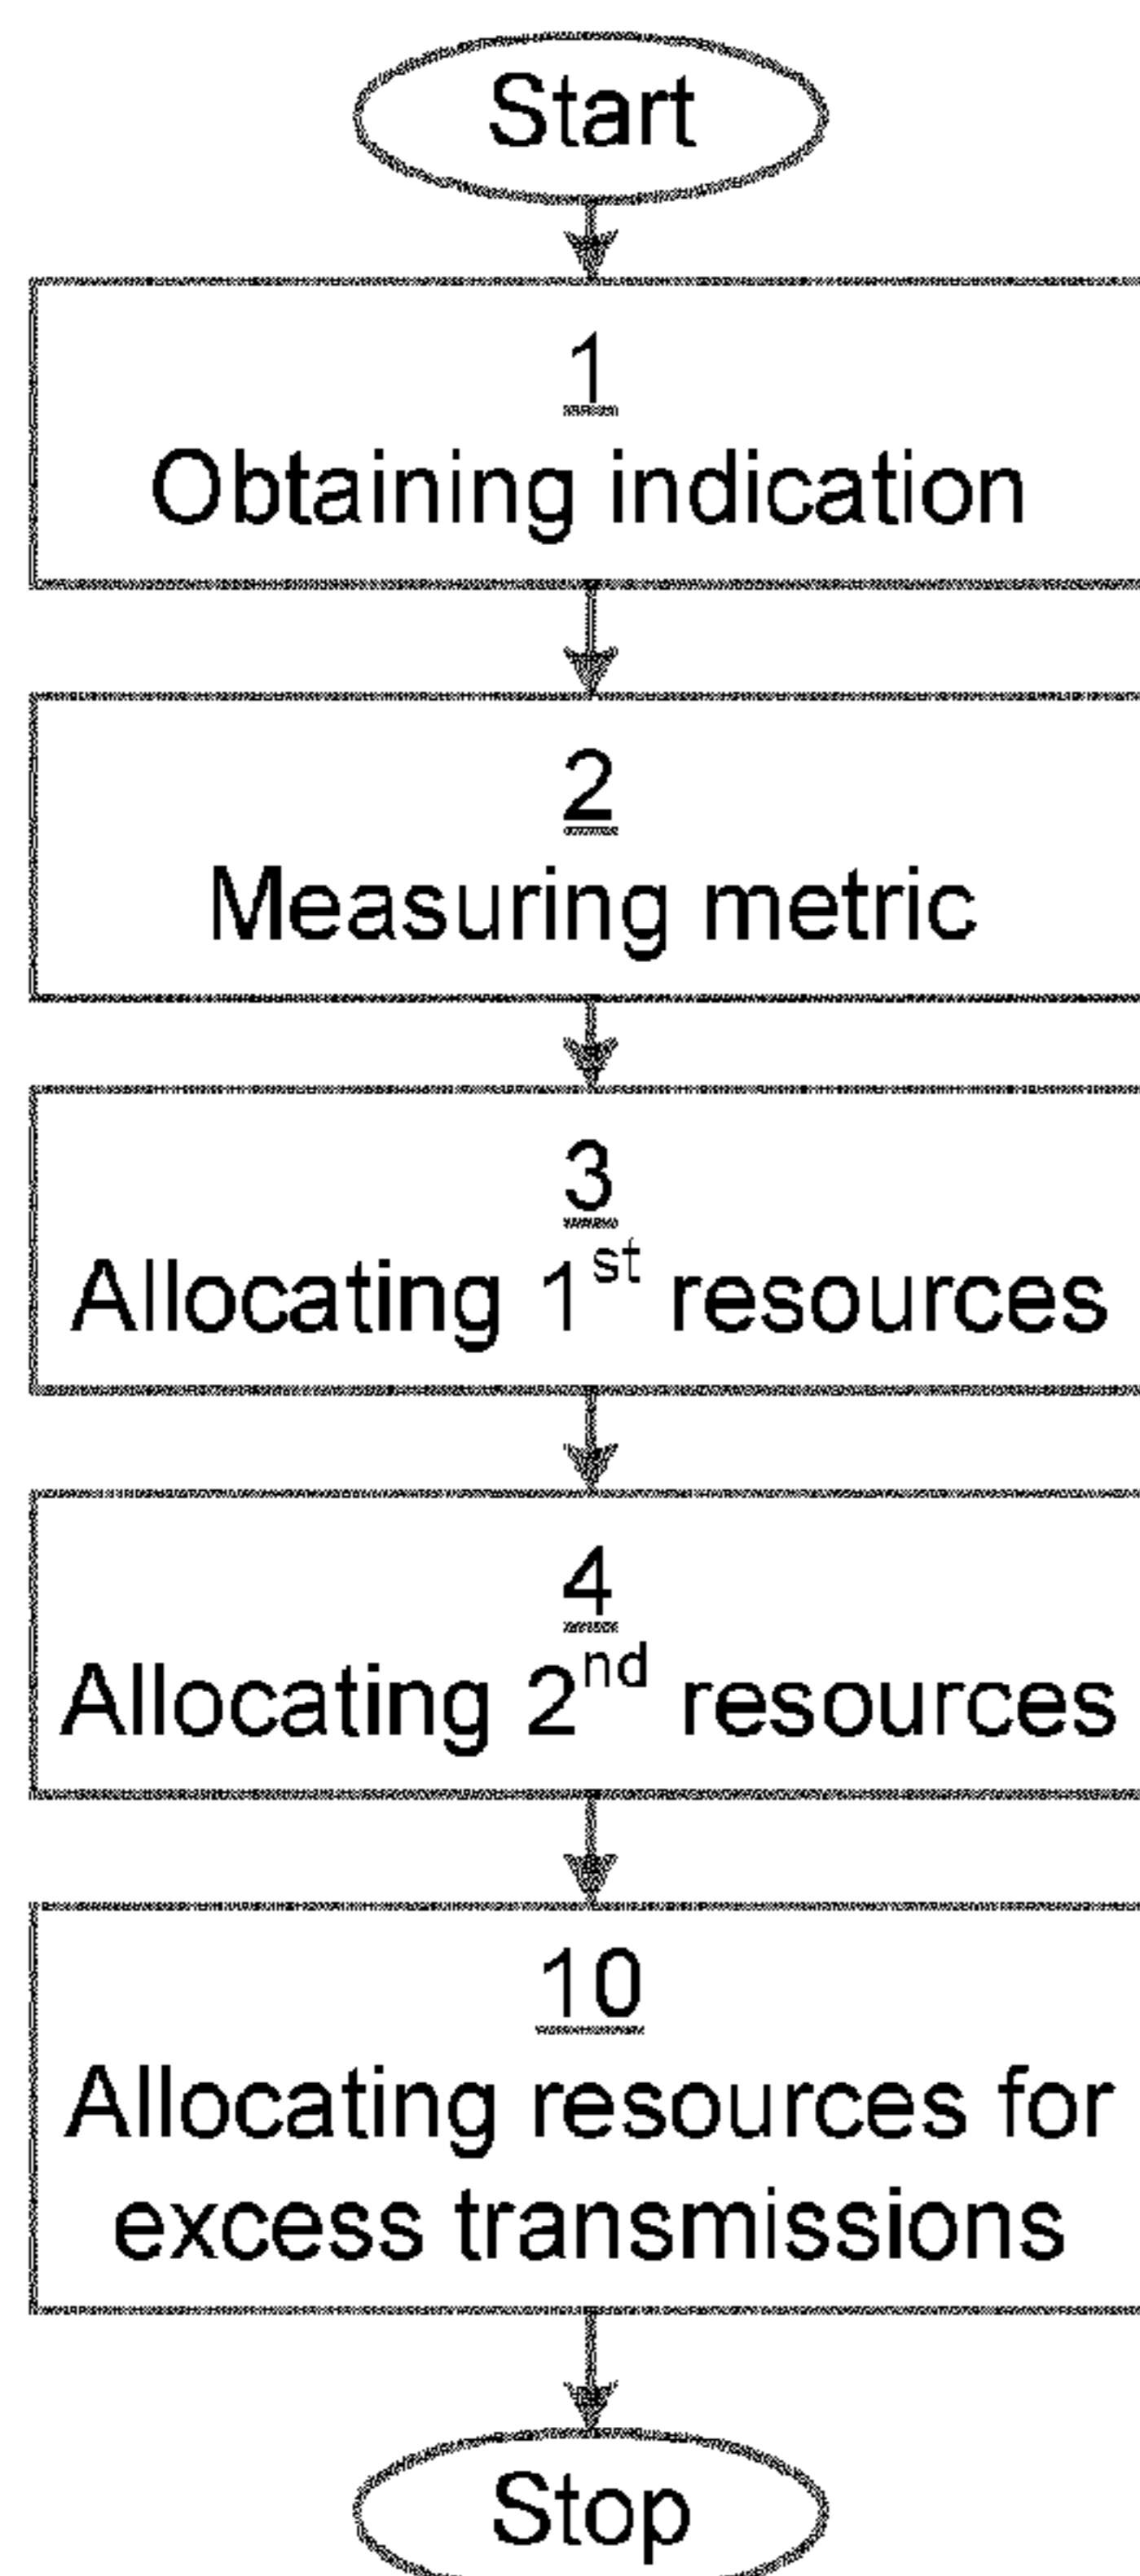 Start
1
Obtaining indication
2
Measuring metric
3
Allocating 1st resources
4
Allocating 2nd resources
10
Allocating resources for
excess transmissions
Stop